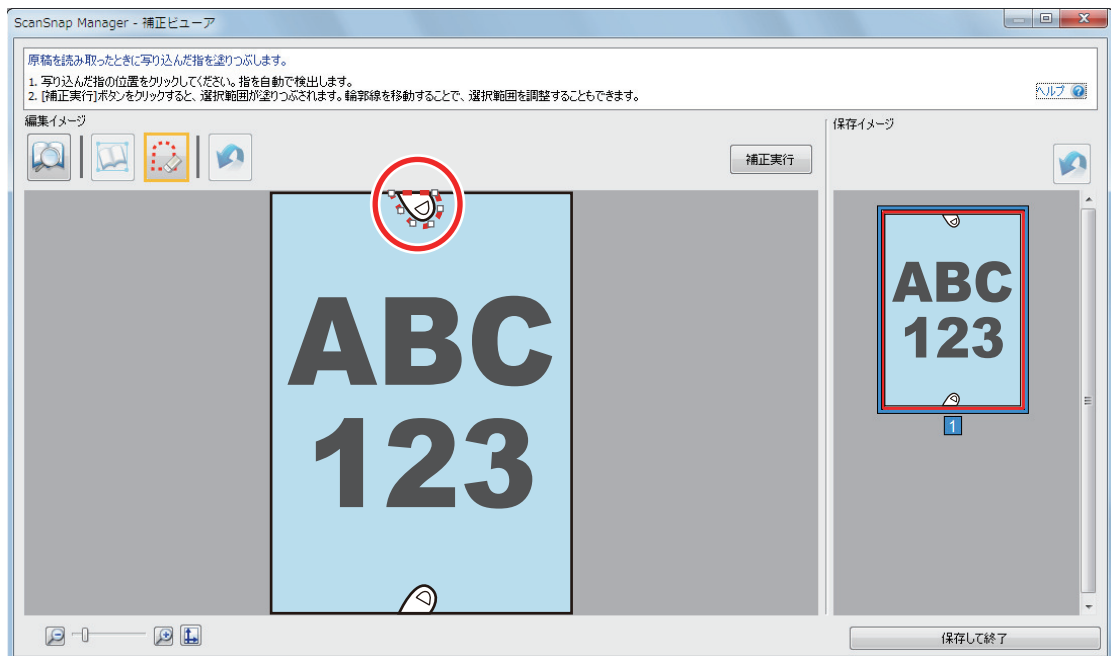 ScanSnap Manager - 補正ビューア
原稿を読み取ったときに写り込んだ指を塗りつぶします。
1. 写り込んだ指の位置をクリックしてください。指を自動で検出します。
2. [補正実行]ボタンをクリックすると、選択範囲が塗りつぶされます。輪郭線を移動することで、選択範囲を調整することもできます。
ヘルプ
編集イメージ
保存イメージ
補正実行
ABC
123
ABC
123
1
保存して終了